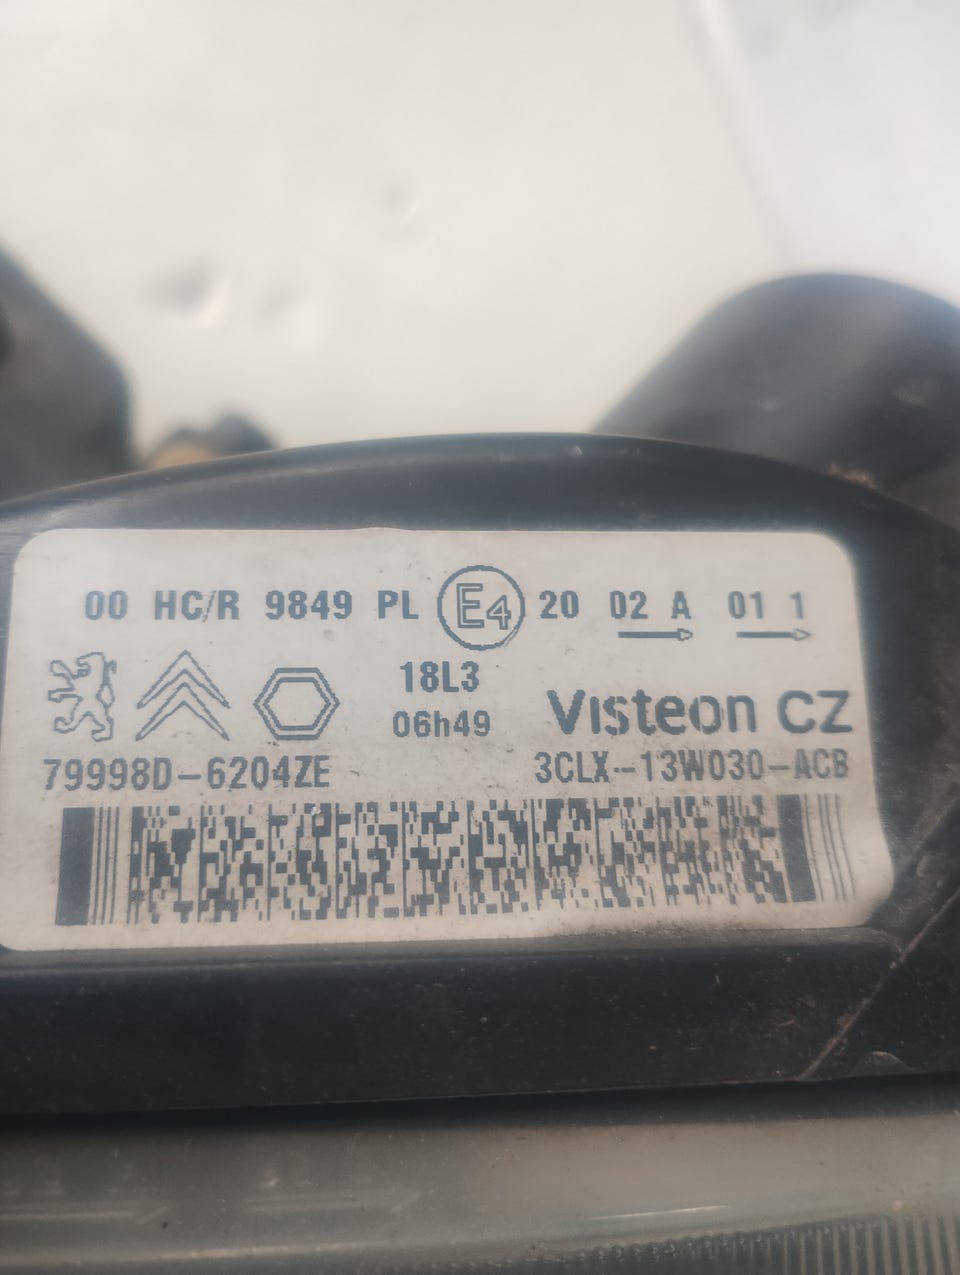 00 HC/R 9849 PL E4 20 02 A 01 1
18L3
06h49
Visteon CZ
79998D-6204ZE
3CLX-13W030-ACB